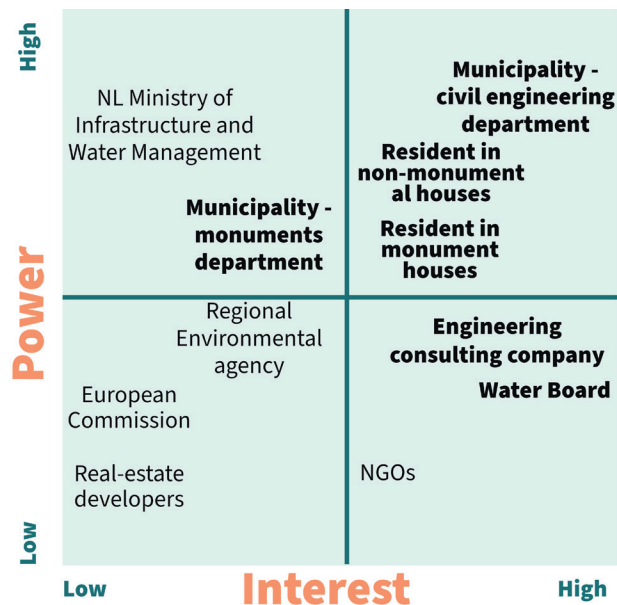 High
NL Ministry of
Infrastructure and
Water Management
Municipality -
civil engineering
department
Resident in
non-monument
al houses
Municipality -
monuments
department
Resident in
monument
houses
Power
Regional
Environmental
agency
Engineering
consulting company
Water Board
European
Commission
Real-estate
developers
NGOs
Low
Low
Interest
High